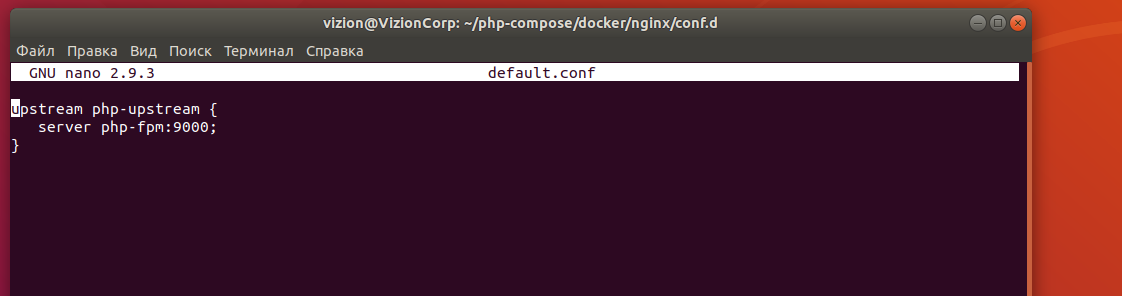 vizion@VizionCorp: ~/php-compose/docker/nginx/conf.d
Файл Правка Вид Поиск Терминал Справка
GNU nano 2.9.3 default.conf
upstream php-upstream {
server php-fpm:9000;
}